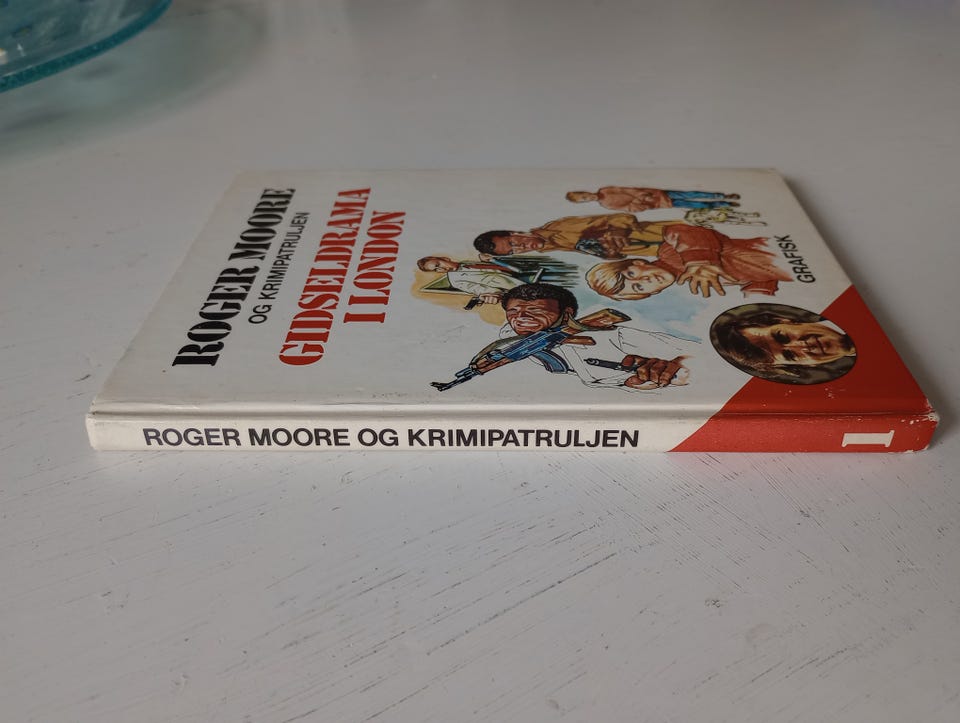 ROGER MOORE
OG KRIMIPATRULJEN
GIDSELDRAMA
I LONDON
GRAFISK
ROGER MOORE OG KRIMIPATRULJEN
1